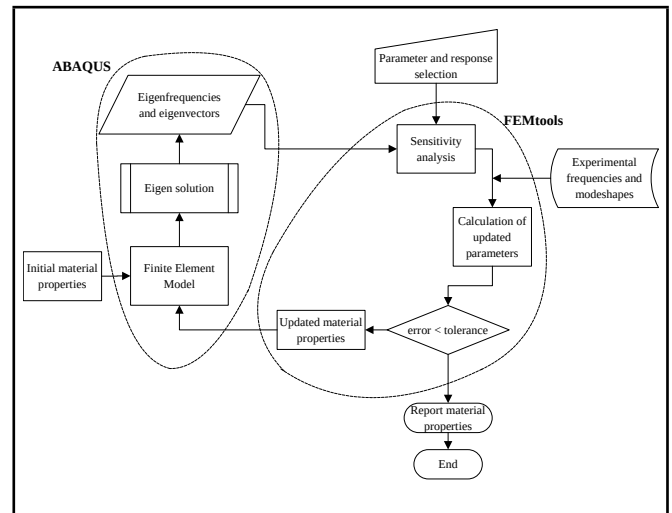 ABAQUS
Parameter and response
selection
Eigenfrequencies
and eigenvectors
FEMtools
Sensitivity
analysis
Experimental
frequencies and
modeshapes
Eigen solution
Calculation of
updated
parameters
Initial material
properties
Finite Element
Model
Updated material
properties
error < tolerance
Report material
properties
End